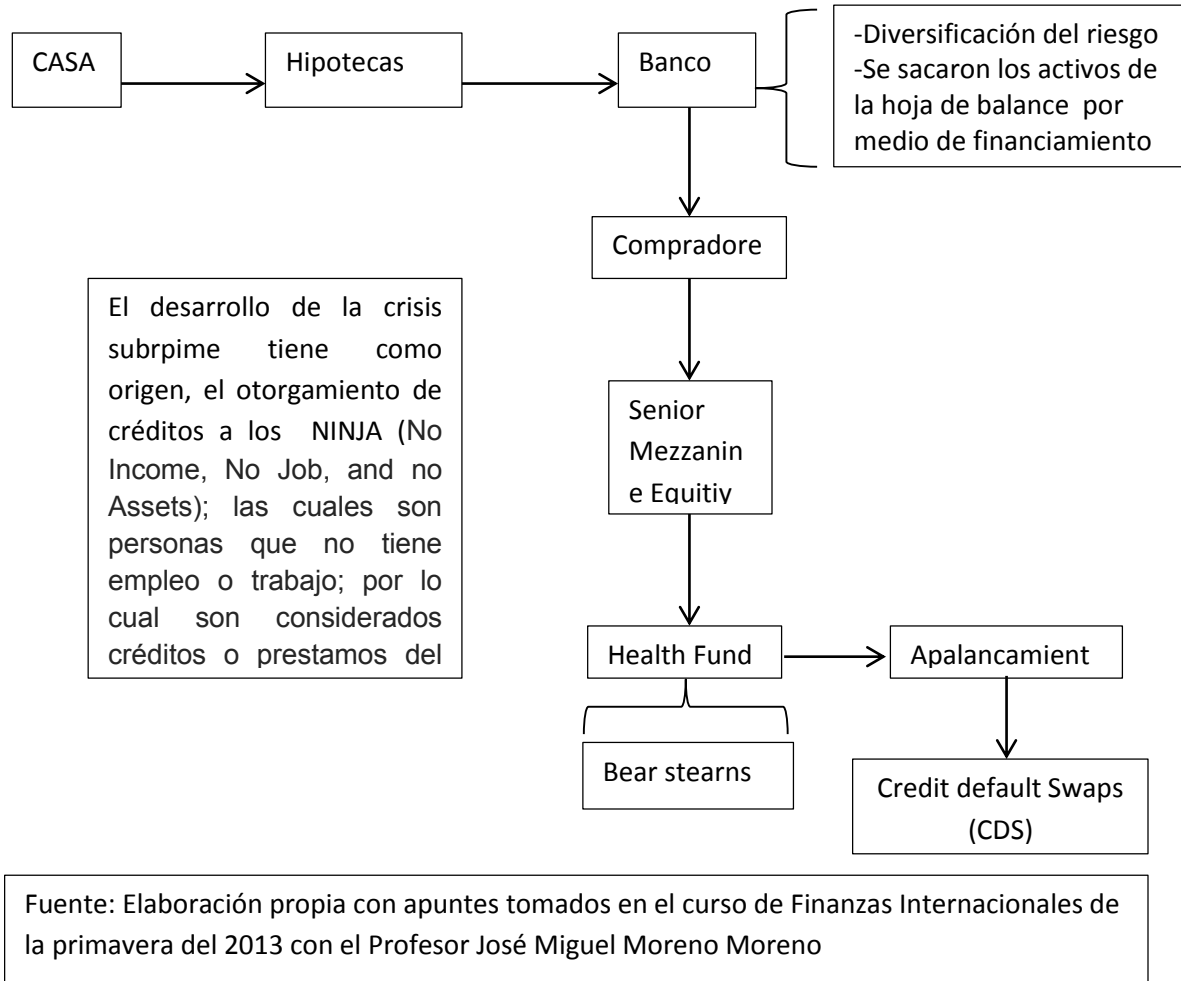 CASA
Hipotecas
Banco
-Diversificación del riesgo
-Se sacaron los activos de
la hoja de balance por
medio de financiamiento
Compradore
El desarrollo de la crisis
subrpime tiene como
origen, el otorgamiento de
créditos a los NINJA (No
Income, No Job, and no
Assets); las cuales son
personas que no tiene
empleo o trabajo; por lo
cual son considerados
créditos o prestamos del
Senior
Mezzanin
e Equitiy
Health Fund
Apalancamient
Bear stearns
Credit default Swaps
(CDS)
Fuente: Elaboración propia con apuntes tomados en el curso de Finanzas Internacionales de
la primavera del 2013 con el Profesor José Miguel Moreno Moreno